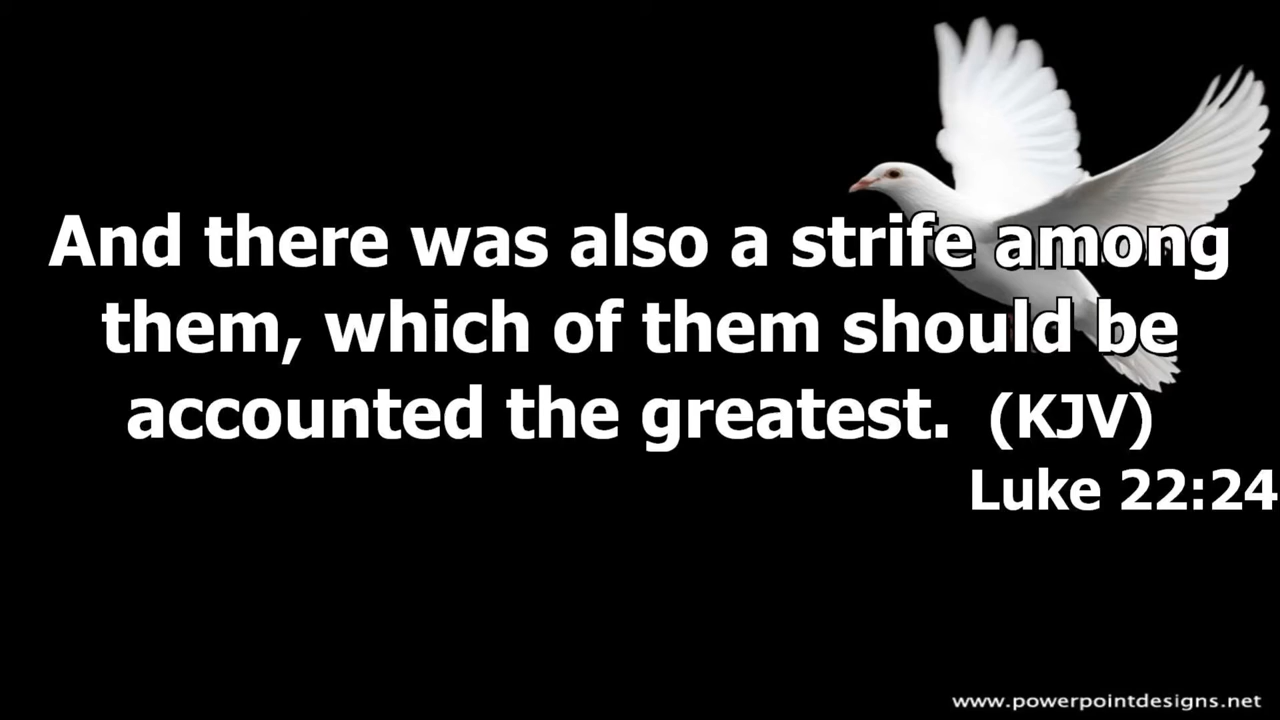 And there was also a strife among
them, which of them should be
accounted the greatest.  (KJV)
Luke 22:24
www.powerpointdesigns.net